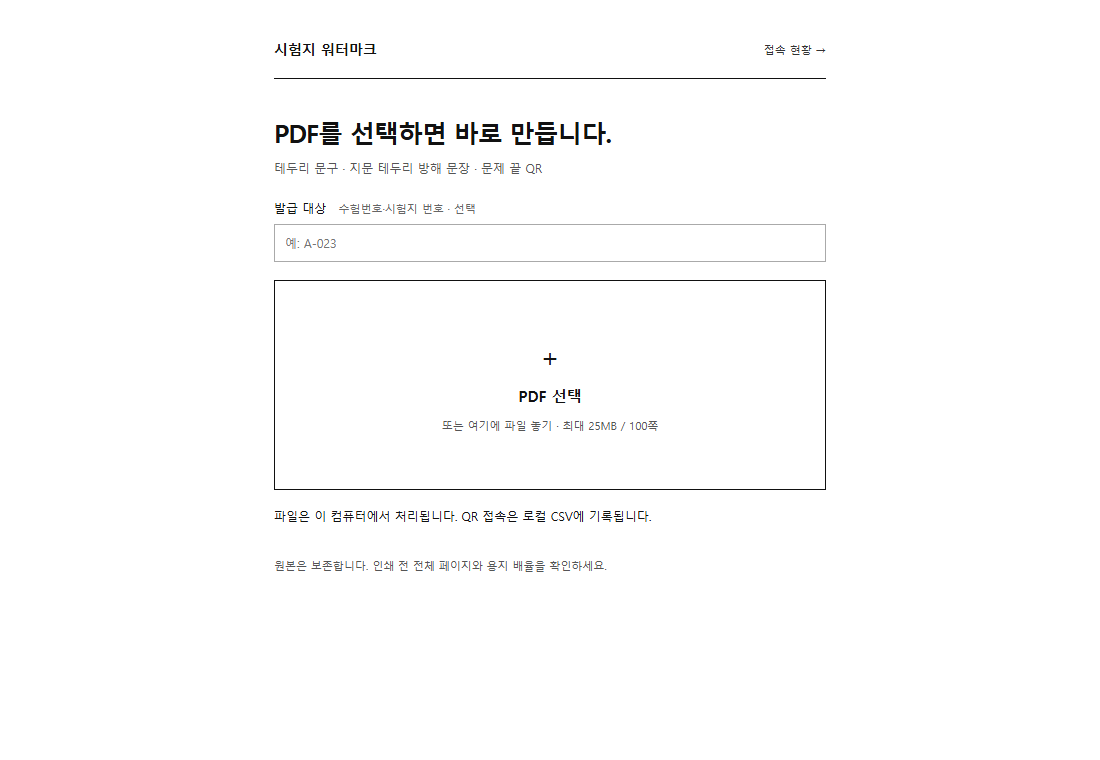 시험지 워터마크
접속 현황 →
PDF를 선택하면 바로 만듭니다.
테두리 문구 · 지문 테두리 방해 문장 · 문제 끝 QR
발급 대상 수험번호·시험지 번호 · 선택
예: A-023
+
PDF 선택
또는 여기에 파일 놓기 · 최대 25MB / 100쪽
파일은 이 컴퓨터에서 처리됩니다. QR 접속은 로컬 CSV에 기록됩니다.
원본은 보존합니다. 인쇄 전 전체 페이지와 용지 배율을 확인하세요.